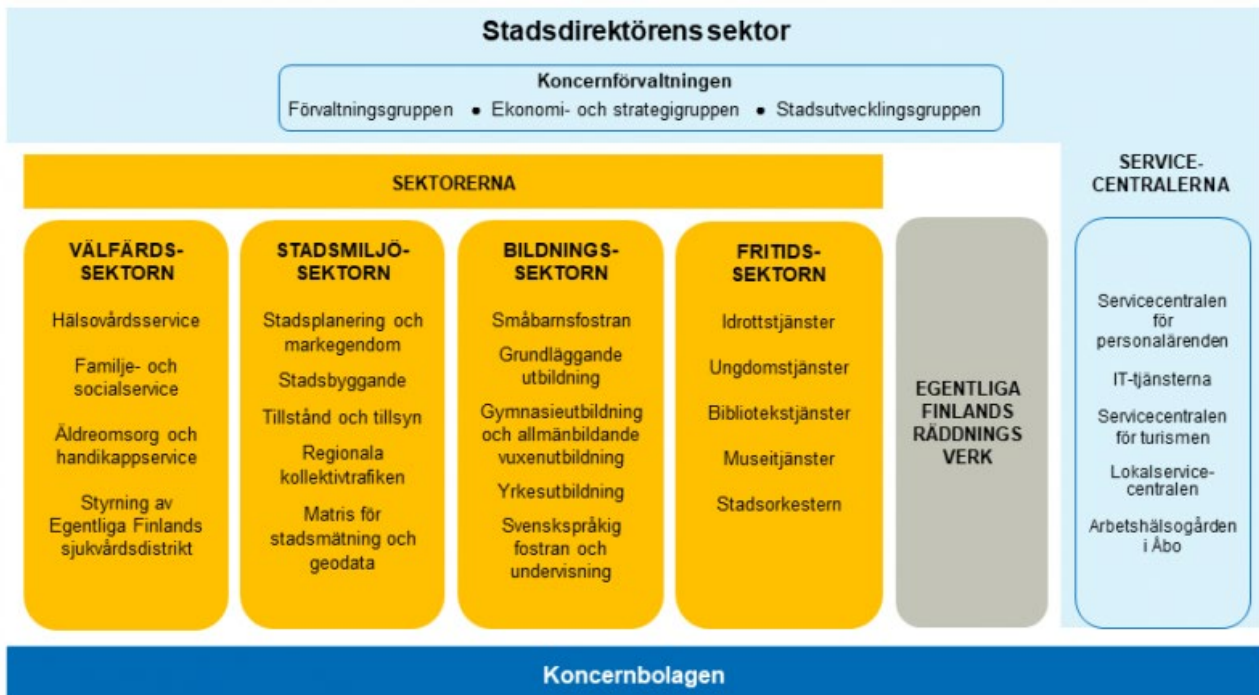 Stadsdirektörens sektor
Koncernförvaltningen
Förvaltningsgruppen • Ekonomi- och strategigruppen • Stadsutvecklingsgruppen
SEKTORERNA
VÄLFÄRDS-
SEKTORN
Hälsovårdsservice
Familje- och
socialservice
Äldreomsorg och
handikappservice
Styrning av
Egentliga Finlands
sjukvårdsdistrikt
STADSMILJÖ-
SEKTORN
Stadsplanering och
markegendom
Stadsbyggande
Tillstånd och tillsyn
Regionala
kollektivtrafiken
Matris för
stadsmätning och
geodata
BILDNINGS-
SEKTORN
Småbarnsfostran
Grundläggande
utbildning
Gymnasieutbildning
och allmänbildande
vuxenutbildning
Yrkesutbildning
Svenskspråkig
fostran och
undervisning
FRITIDS-
SEKTORN
Idrottstjänster
Ungdomstjänster
Bibliotekstjänster
Museitjänster
Stadsorkestern
EGENTLIGA
FINLANDS
RÄDDNINGS
VERK
SERVICE-
CENTRALERNA
Servicecentralen
för
personalärenden
IT-tjänsterna
Servicecentralen
för turismen
Lokalservice-
centralen
Arbetshälsogården
i Åbo
Koncernbolagen